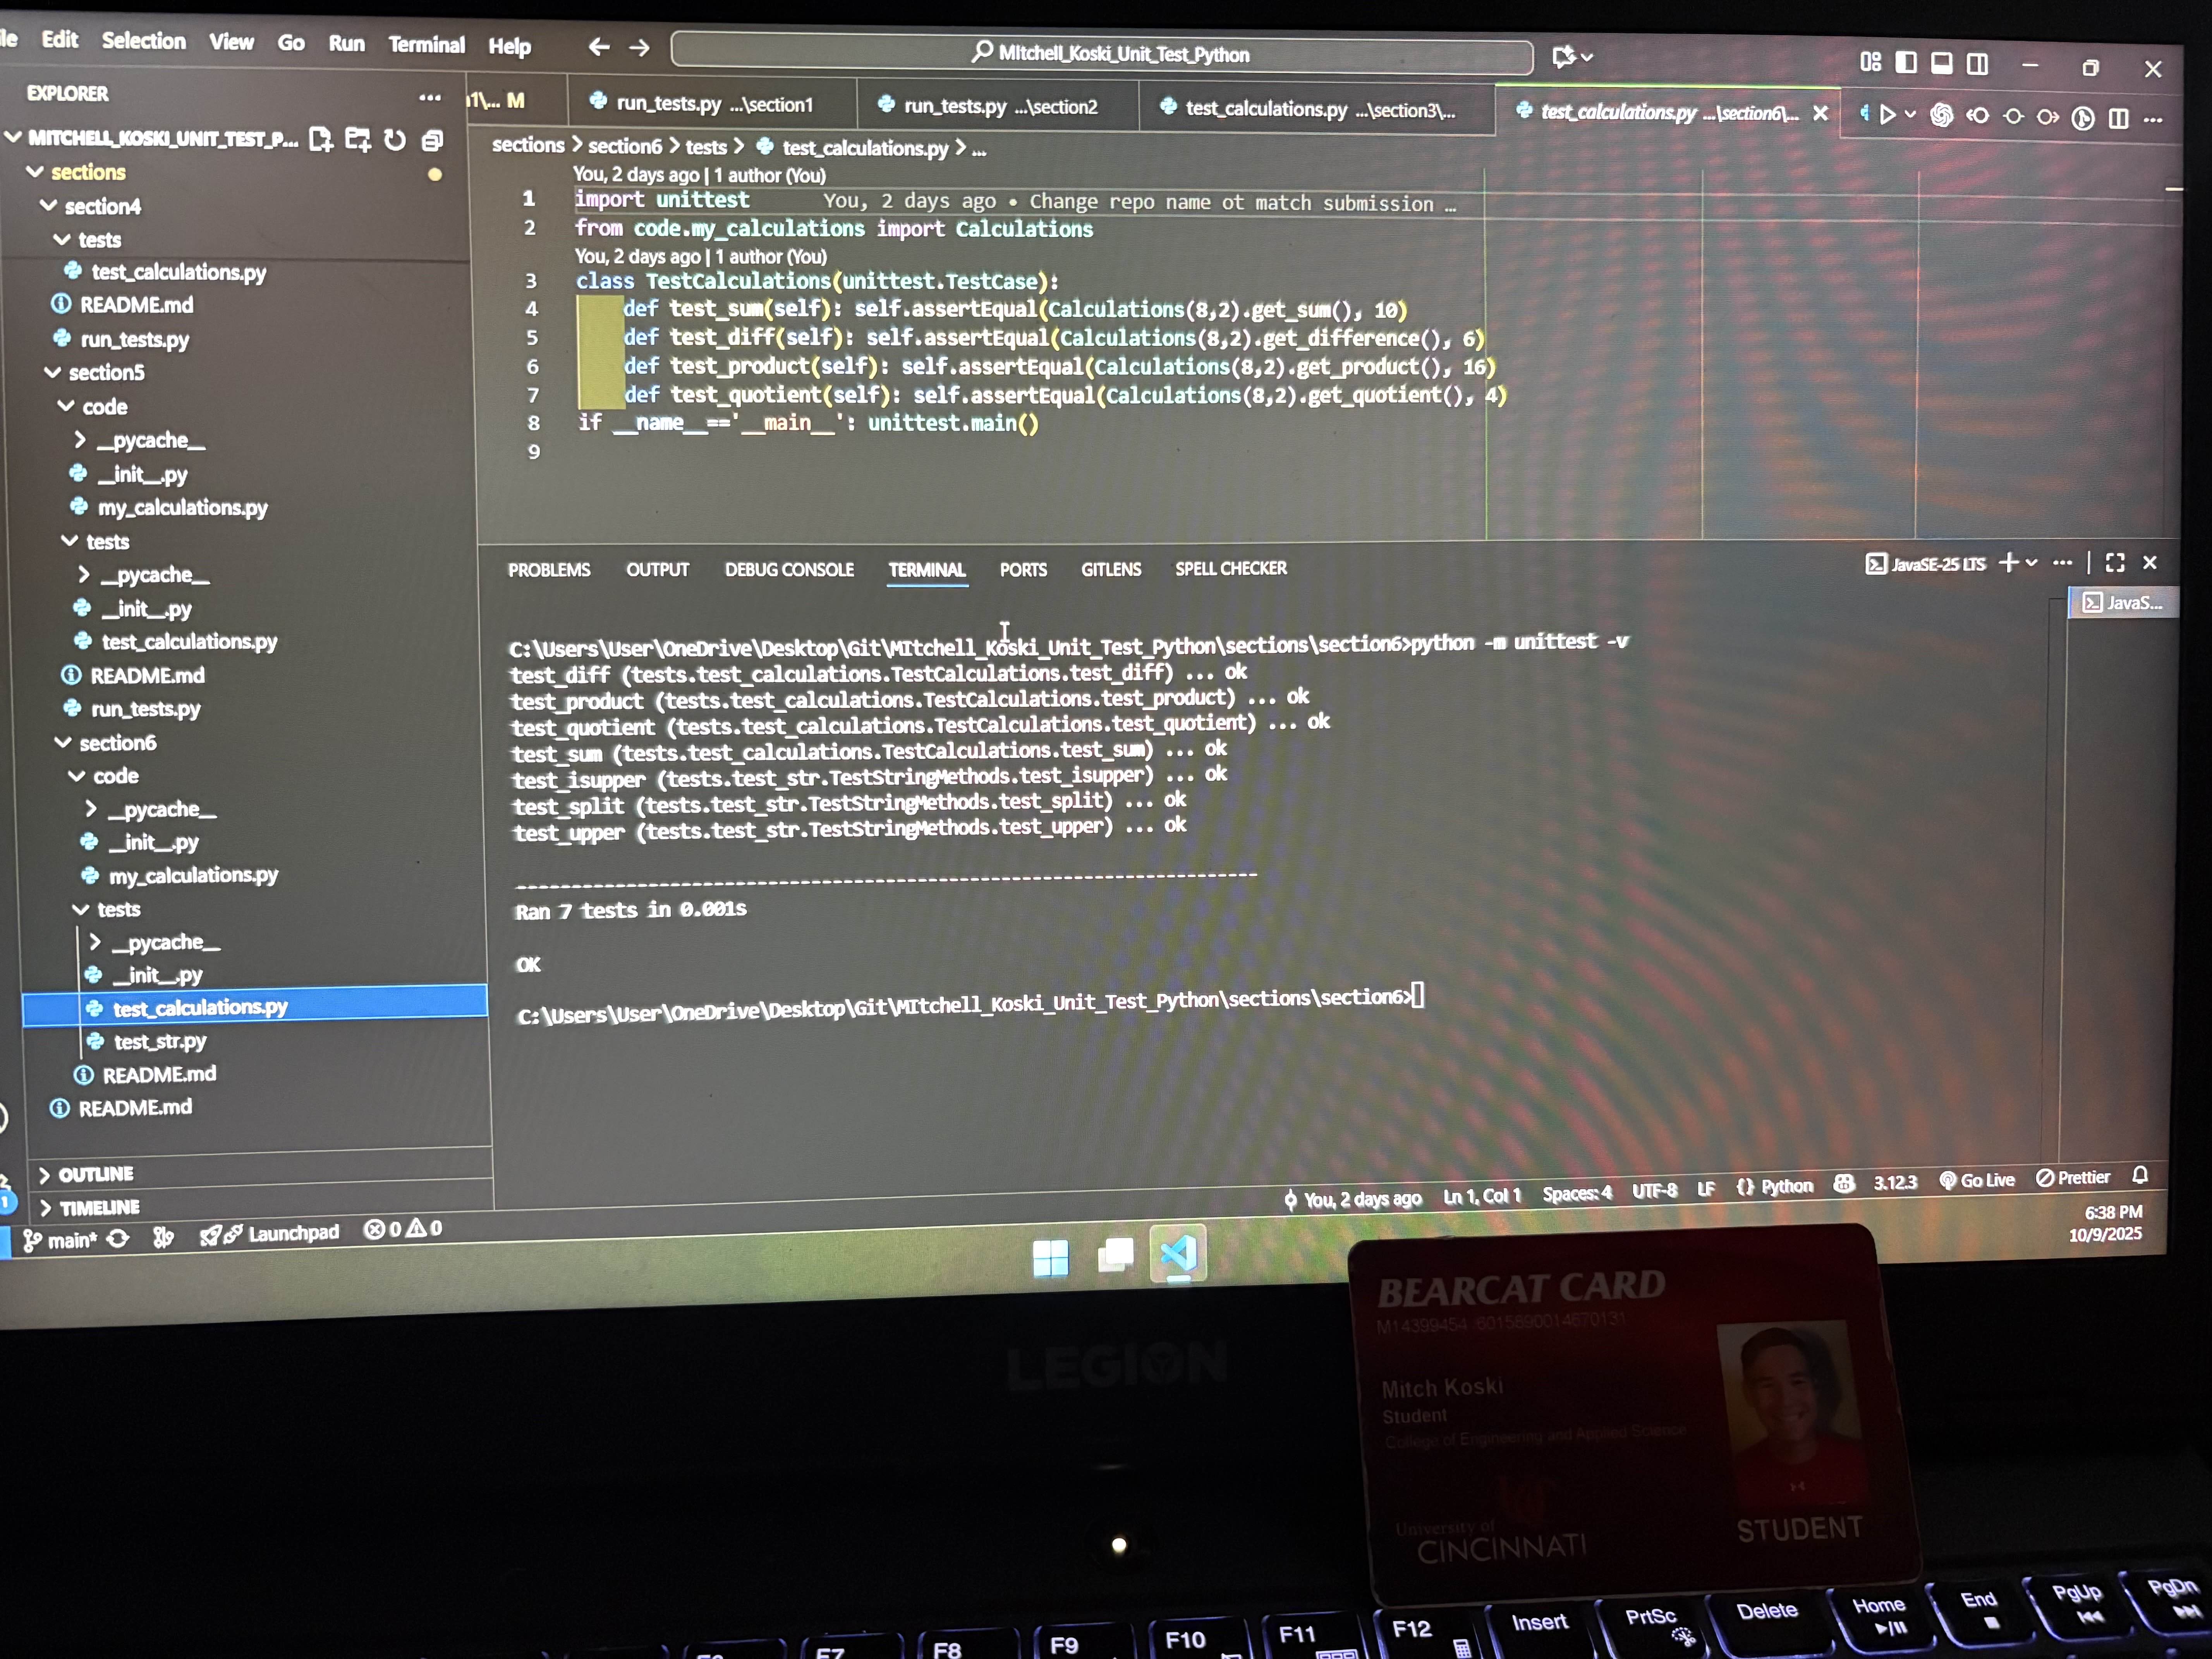 Edit Selection View Go Run Terminal Help
MItchell_Koski_Unit_Test_Python
EXPLORER
MITCHELL_KOSKI_UNIT_TEST_P...
sections
section4
tests
test_calculations.py
README.md
run_tests.py
section5
code
__pycache__
__init__.py
my_calculations.py
tests
__pycache__
__init__.py
test_calculations.py
README.md
run_tests.py
section6
code
__pycache__
__init__.py
my_calculations.py
tests
__pycache__
__init__.py
test_calculations.py
test_str.py
README.md
README.md
OUTLINE
TIMELINE
M
run_tests.py ...\section1
run_tests.py ...\section2
test_calculations.py ...\section3\...
test_calculations.py ...\section6\...
sections > section6 > tests > test_calculations.py > ...
You, 2 days ago | 1 author (You)
1 import unittest You, 2 days ago • Change repo name ot match submission …
2 from code.my_calculations import Calculations
You, 2 days ago | 1 author (You)
3 class TestCalculations(unittest.TestCase):
4 def test_sum(self): self.assertEqual(Calculations(8,2).get_sum(), 10)
5 def test_diff(self): self.assertEqual(Calculations(8,2).get_difference(), 6)
6 def test_product(self): self.assertEqual(Calculations(8,2).get_product(), 16)
7 def test_quotient(self): self.assertEqual(Calculations(8,2).get_quotient(), 4)
8 if __name__=='__main__': unittest.main()
9
PROBLEMS OUTPUT DEBUG CONSOLE TERMINAL PORTS GITLENS SPELL CHECKER
JavaSE-25 LTS
JavaS...
C:\Users\User\OneDrive\Desktop\Git\MItchell_Koski_Unit_Test_Python\sections\section6>python -m unittest -v
test_diff (tests.test_calculations.TestCalculations.test_diff) ... ok
test_product (tests.test_calculations.TestCalculations.test_product) ... ok
test_quotient (tests.test_calculations.TestCalculations.test_quotient) ... ok
test_sum (tests.test_calculations.TestCalculations.test_sum) ... ok
test_isupper (tests.test_str.TestStringMethods.test_isupper) ... ok
test_split (tests.test_str.TestStringMethods.test_split) ... ok
test_upper (tests.test_str.TestStringMethods.test_upper) ... ok
----------------------------------------------------------------------
Ran 7 tests in 0.001s
OK
C:\Users\User\OneDrive\Desktop\Git\MItchell_Koski_Unit_Test_Python\sections\section6>
main* Launchpad 0 0
You, 2 days ago Ln 1, Col 1 Spaces: 4 UTF-8 LF {} Python 3.12.3 Go Live Prettier
6:38 PM
10/9/2025
LEGION
BEARCAT CARD
M14399454 6015690014670131
Mitch Koski
Student
College of Engineering and Applied Science
University of
CINCINNATI
STUDENT
F7 F8 F9 F10 F11 F12 Insert PrtSc Delete Home End PgUp PgDn